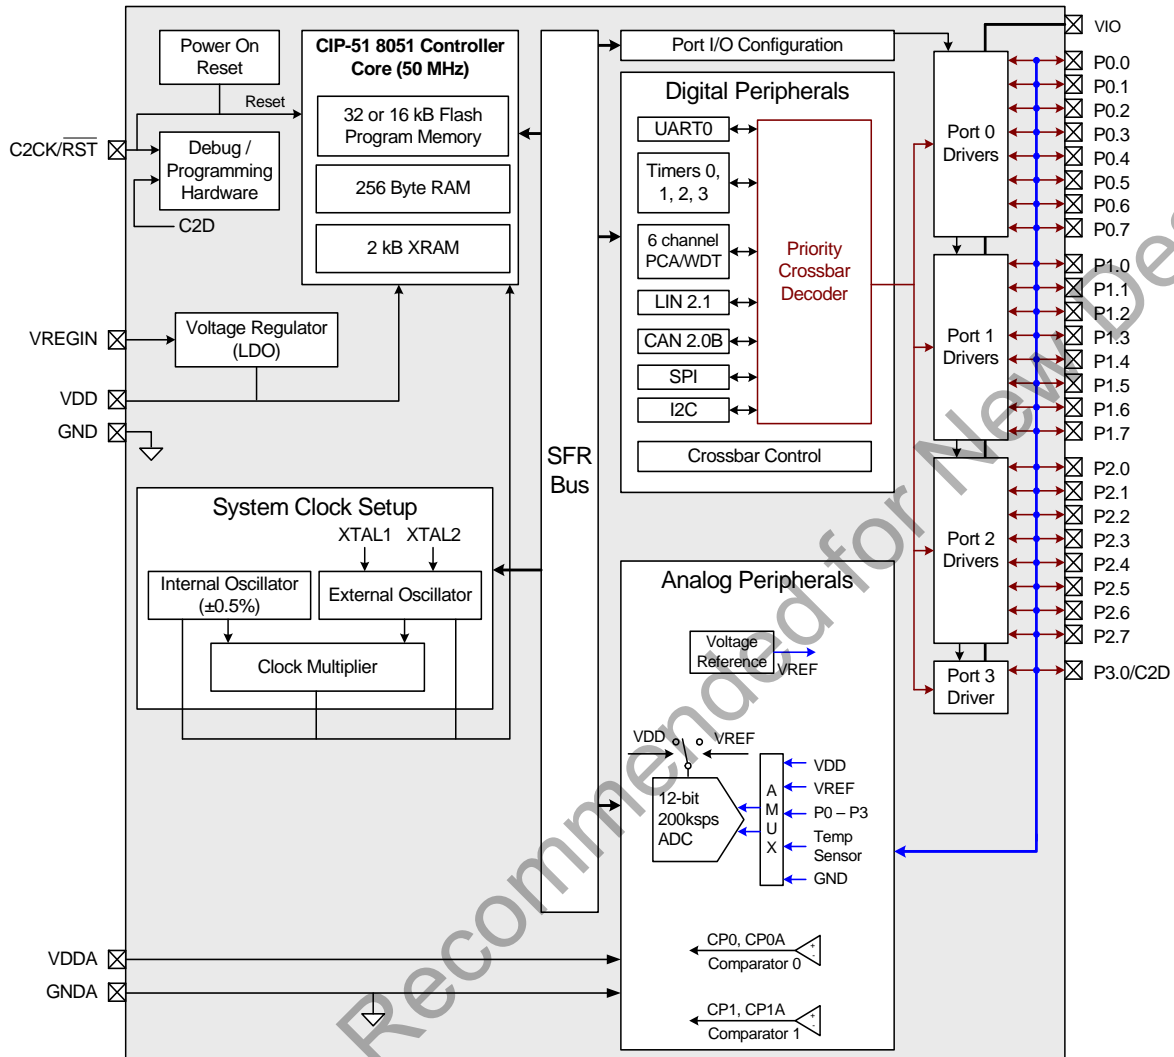 Power On
Reset
CIP-51 8051 Controller
Core (50 MHz)
32 or 16 kB Flash
Program Memory
256 Byte RAM
2 kB XRAM
Reset
C2CK/RST
Debug /
Programming
Hardware
C2D
VREGIN
Voltage Regulator
(LDO)
VDD
GND
System Clock Setup
XTAL1 XTAL2
Internal Oscillator
(±0.5%)
External Oscillator
Clock Multiplier
VDDA
GNDA
SFR
Bus
Port I/O Configuration
Digital Peripherals
UART0
Timers 0,
1, 2, 3
6 channel
PCA/WDT
LIN 2.1
CAN 2.0B
SPI
I2C
Priority
Crossbar
Decoder
Crossbar Control
Analog Peripherals
Voltage
Reference
VREF
VDD
VREF
12-bit
200ksps
ADC
A
M
U
X
VDD
VREF
P0 – P3
Temp
Sensor
GND
CP0, CP0A
Comparator 0
+
-
CP1, CP1A
Comparator 1
+
-
Port 0
Drivers
Port 1
Drivers
Port 2
Drivers
Port 3
Driver
VIO
P0.0
P0.1
P0.2
P0.3
P0.4
P0.5
P0.6
P0.7
P1.0
P1.1
P1.2
P1.3
P1.4
P1.5
P1.6
P1.7
P2.0
P2.1
P2.2
P2.3
P2.4
P2.5
P2.6
P2.7
P3.0/C2D
Recommended for New Des